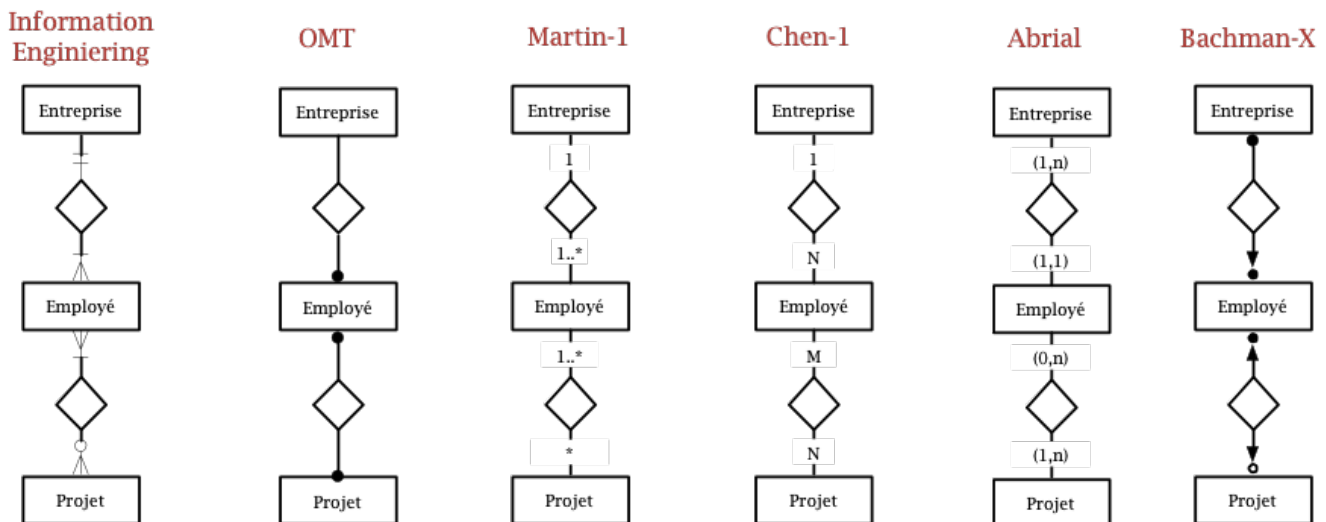 Information
Enginiering
OMT
Martin-1
Chen-1
Abrial
Bachman-X
Entreprise
Entreprise
Entreprise
Entreprise
Entreprise
Entreprise
1
1
(1,n)
1..*
N
(1,1)
Employé
Employé
Employé
Employé
Employé
Employé
1..*
M
(0,n)
*
N
(1,n)
Projet
Projet
Projet
Projet
Projet
Projet